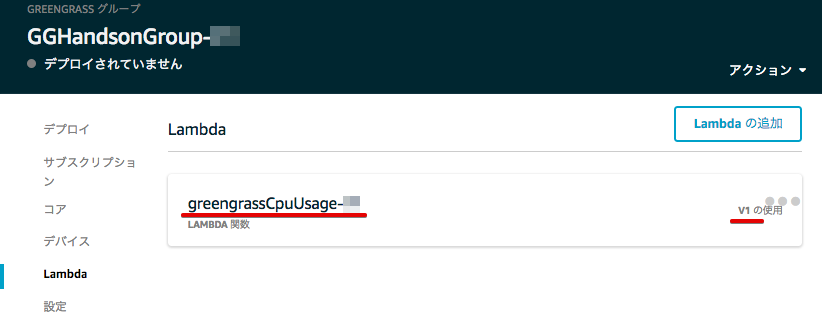 GREENGRASS グループ
GGHandsonGroup-
デプロイされていません
アクション
デプロイ
サブスクリプショ
ン
コア
デバイス
Lambda
設定
Lambda
Lambda の追加
greengrassCpuUsage-
LAMBDA 関数
V1 の使用